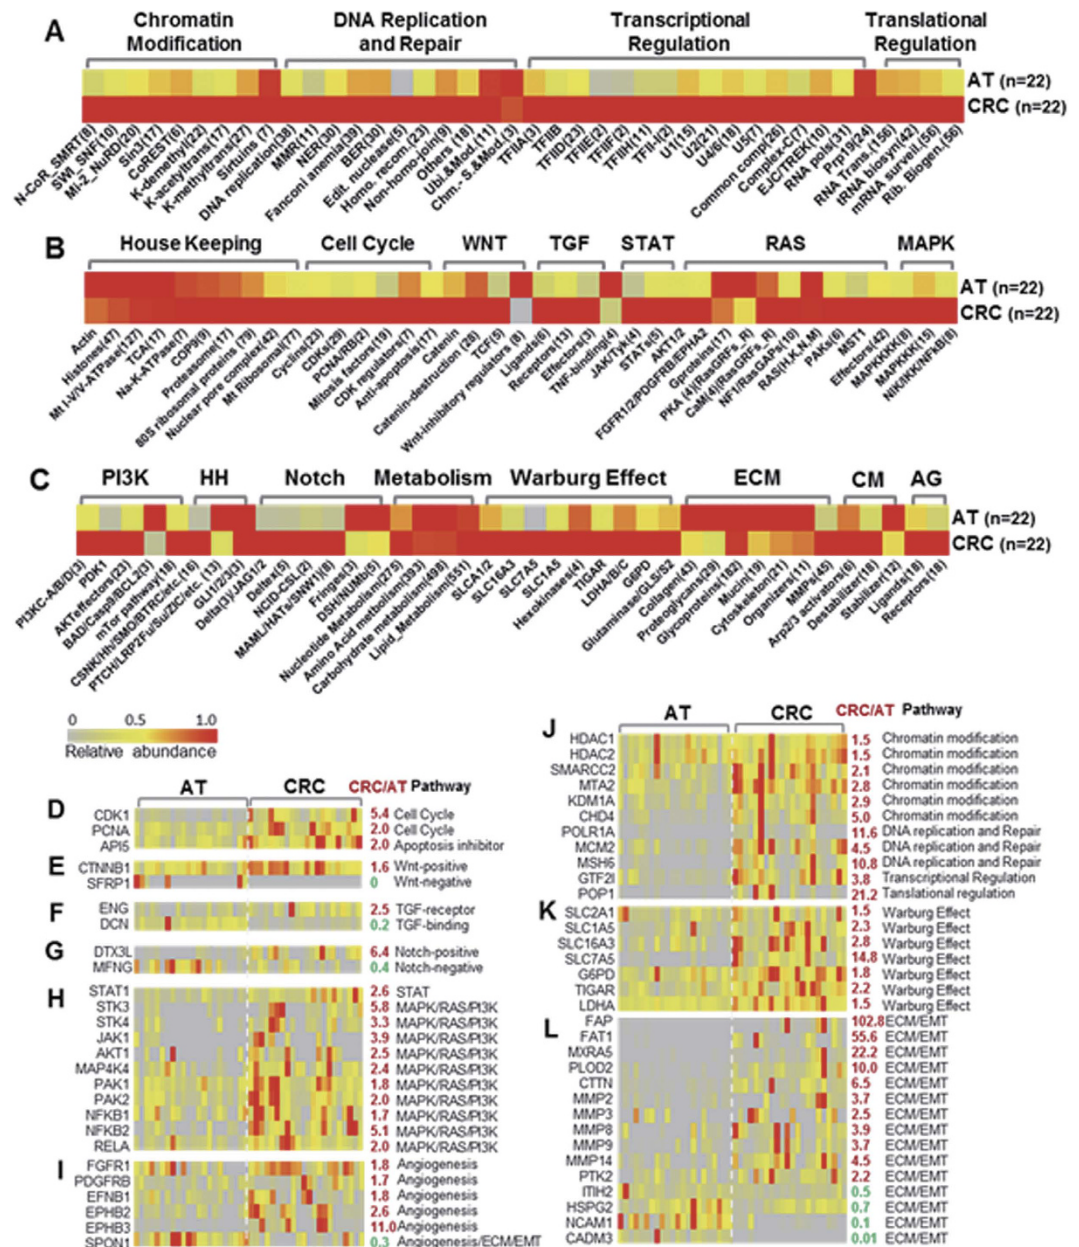 A
Chromatin Modification
DNA Replication and Repair
Transcriptional Regulation
Translational Regulation
AT (n=22)
CRC (n=22)
N-CoR_SMRT(8)
SWI_SNF(10)
MI-2_NuRD(20)
Sin3(17)
CoREST(6)
K-demethyl(22)
K-acetyltrans(17)
K-methyltrans(27)
Sirtuins (7)
DNA replication(38)
MMR(11)
NER(30)
Fanconi anemia(39)
BER(30)
Edit. nucleases(5)
Homo. recom.(23)
Non-homo-join(9)
Others (18)
Ubi.&Mod.(11)
Chm.- S.&Mod.(3)
TFIIA(3)
TFIIB
TFIID(23)
TFIIE(2)
TFIIF(2)
TFIIH(11)
TFII-I(2)
U1(15)
U2(21)
U4/6(18)
U5(7)
Common comp(26)
Complex-C(7)
EJC/TREX(10)
RNA pols(31)
Prp19(24)
RNA Trans.(156)
tRNA biosyn(42)
mRNA surveil.(56)
Rib. Biogen.(56)
B
House Keeping
Cell Cycle
WNT
TGF
STAT
RAS
MAPK
AT (n=22)
CRC (n=22)
Actin
Histones(47)
Mt I-V/V-ATPase(127)
TCA(17)
Na-K-ATPase(7)
COP9(9)
Proteasome(17)
80S ribosomal proteins (79)
Nuclear pore complex(42)
Mt Ribosomal(77)
Cyclins(23)
CDKs(29)
PCNA/RB(2)
Mitosis factors(19)
CDK regulators(7)
Anti-apoptosis(17)
Catenin
Catenin-destruction (28)
TCF(5)
Wnt-inhibitory regulators (8)
Ligands(6)
Receptors(13)
Effectors(3)
TNF-binding(4)
JAK/Tyk(4)
STATs(5)
AKT1/2
FGFR1/2/PDGFRB/EPHA2
Gproteins(17)
PKA (4)(RasGRFs_R)
CaM(4)(RasGRFs_R)
NF1/RasGAPs(10)
RAS(H,K,N,M)
PAKs(6)
MST1
Effectors(42)
MAPKKK(8)
MAPKKK(15)
NIK/IKK/NFkB(8)
C
PI3K
HH
Notch
Metabolism
Warburg Effect
ECM
CM
AG
AT (n=22)
CRC (n=22)
PI3KC-A/B/D(3)
PDK1
AKTeffectors(23)
BAD/Casp9/BCL2(3)
mTor pathway(18)
CSNK/Hh/SMO/BTRC/etc.(16)
PTCH/LRP2Fu/Su/ZIC/etc. (13)
GLI1/2/3(3)
Delta(3)/JAG1/2
Deltex(5)
NCID-CSL(2)
MAML/HATs/SNW1)(8)
Fringes(3)
DSH/NUMb(5)
Nucleotide Metabolism(275)
Amino Acid metbolism(393)
Carbohydrate metabolism(498)
Lipid_Metabolism(551)
SLCA1/2
SLC16A3
SLC7A5
SLC1A5
Hexokinases(4)
TIGAR
LDHA/B/C
G6PD
Glutaminase/GLS/S2
Collagen(43)
Proteoglycans(39)
Glycoproteins(182)
Mucin(19)
Cytoskeleton(21)
Organizers(11)
MMPs(45)
Arp2/3 activators(6)
Destabilizer(18)
Stabilizer(12)
Ligands(18)
Receptors(18)
0 0.5 1.0
Relative abundance
AT CRC CRC/AT Pathway
D
CDK1 5.4 Cell Cycle
PCNA 2.0 Cell Cycle
API5 2.0 Apoptosis inhibitor
E
CTNNB1 1.6 Wnt-positive
SFRP1 0 Wnt-negative
F
ENG 2.5 TGF-receptor
DCN 0.2 TGF-binding
G
DTX3L 6.4 Notch-positive
MFNG 0.4 Notch-negative
H
STAT1 2.6 STAT
STK3 5.8 MAPK/RAS/PI3K
STK4 3.3 MAPK/RAS/PI3K
JAK1 3.9 MAPK/RAS/PI3K
AKT1 2.5 MAPK/RAS/PI3K
MAP4K4 2.4 MAPK/RAS/PI3K
PAK1 1.8 MAPK/RAS/PI3K
PAK2 2.0 MAPK/RAS/PI3K
NFKB1 1.7 MAPK/RAS/PI3K
NFKB2 5.1 MAPK/RAS/PI3K
RELA 2.0 MAPK/RAS/PI3K
I
FGFR1 1.8 Angiogenesis
PDGFRB 1.7 Angiogenesis
EFNB1 1.8 Angiogenesis
EPHB2 2.6 Angiogenesis
EPHB3 11.0 Angiogenesis
SPON1 0.3 Angiogenesis/ECM/EMT
AT CRC CRC/AT Pathway
J
HDAC1 1.5 Chromatin modification
HDAC2 1.5 Chromatin modification
SMARCC2 2.1 Chromatin modification
MTA2 2.8 Chromatin modification
KDM1A 2.9 Chromatin modification
CHD4 5.0 Chromatin modification
POLR1A 11.6 DNA replication and Repair
MCM2 4.5 DNA replication and Repair
MSH6 10.8 DNA replication and Repair
GTF2I 3.8 Transcriptional Regulation
POP1 21.2 Tanslational regulation
K
SLC2A1 1.5 Warburg Effect
SLC1A5 2.3 Warburg Effect
SLC16A3 2.8 Warburg Effect
SLC7A5 14.8 Warburg Effect
G6PD 1.8 Warburg Effect
TIGAR 2.2 Warburg Effect
LDHA 1.5 Warburg Effect
L
FAP 102.8 ECM/EMT
FAT1 55.6 ECM/EMT
MXRA5 22.2 ECM/EMT
PLOD2 10.0 ECM/EMT
CTTN 6.5 ECM/EMT
MMP2 3.7 ECM/EMT
MMP3 2.5 ECM/EMT
MMP8 3.9 ECM/EMT
MMP9 3.7 ECM/EMT
MMP14 4.5 ECM/EMT
PTK2 2.2 ECM/EMT
ITIH2 0.5 ECM/EMT
HSPG2 0.7 ECM/EMT
NCAM1 0.1 ECM/EMT
CADM3 0.01 ECM/EMT